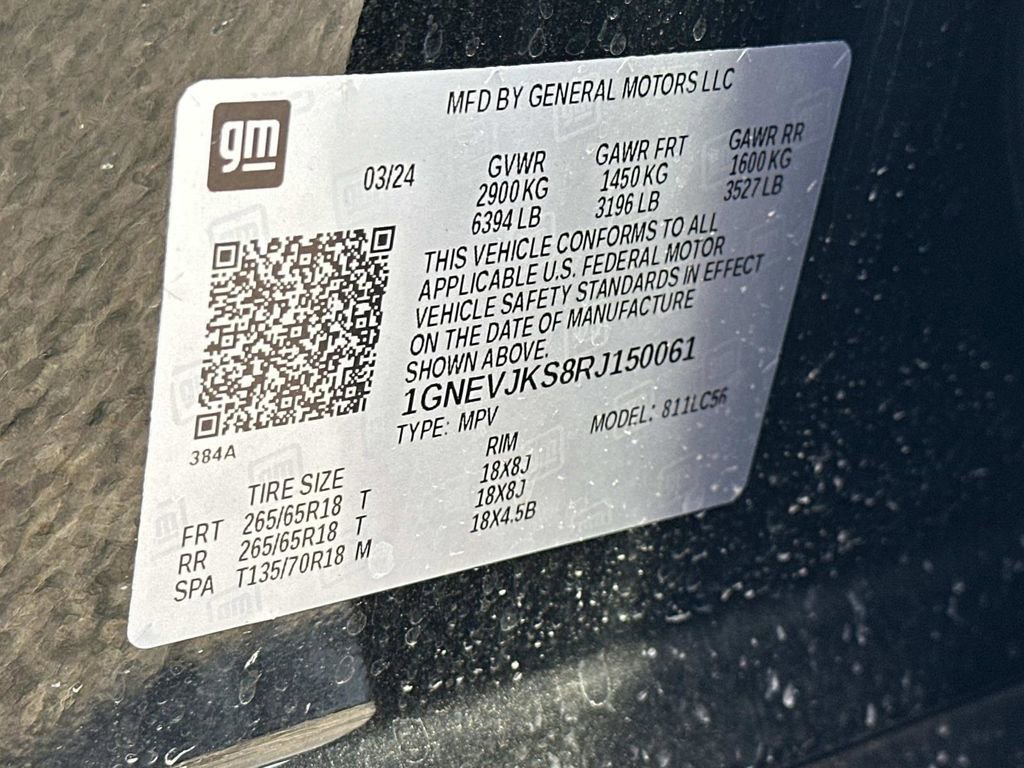 gm
MFD BY GENERAL MOTORS LLC
03/24
GVWR
2900KG
6394 LB
GAWR FRT
1450 KG
3196 LB
GAWR RR
1600 KG
3527 LB
THIS VEHICLE CONFORMS TO ALL
APPLICABLE U.S. FEDERAL MOTOR
VEHICLE SAFETY STANDARDS IN EFFECT
ON THE DATE OF MANUFACTURE
SHOWN ABOVE.
1GNEVJKS8RJ150061
TYPE: MPV
MODEL: 811LC56
384A
TIRE SIZE RIM
FRT 265/65R18 T 18X8J
RR 265/65R18 T 18X8J
SPA T135/70R18 M 18X4.5B